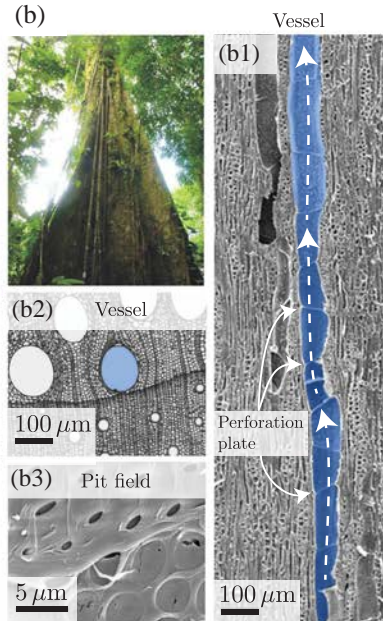 (b)
Vessel
(b1)
(b2)
Vessel
100 μm
Perforation
plate
(b3)
Pit field
5 μm
100 μm